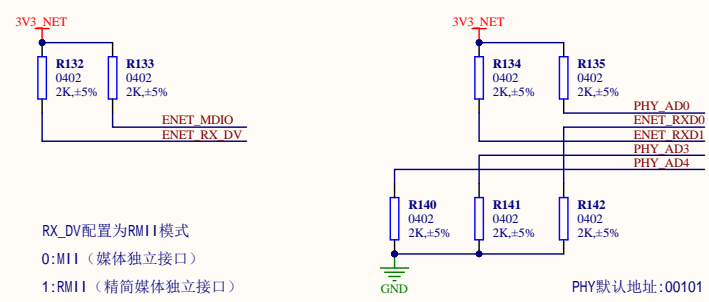 3V3_NET
R132
0402
2K,±5%
R133
0402
2K,±5%
ENET_MDIO
ENET_RX_DV
RX_DV配置为RMII模式
0:MII（媒体独立接口）
1:RMII（精简媒体独立接口）
3V3_NET
R134
0402
2K,±5%
R135
0402
2K,±5%
PHY_AD0
ENET_RXD0
ENET_RXD1
PHY_AD3
PHY_AD4
R140
0402
2K,±5%
R141
0402
2K,±5%
R142
0402
2K,±5%
GND
PHY默认地址:00101